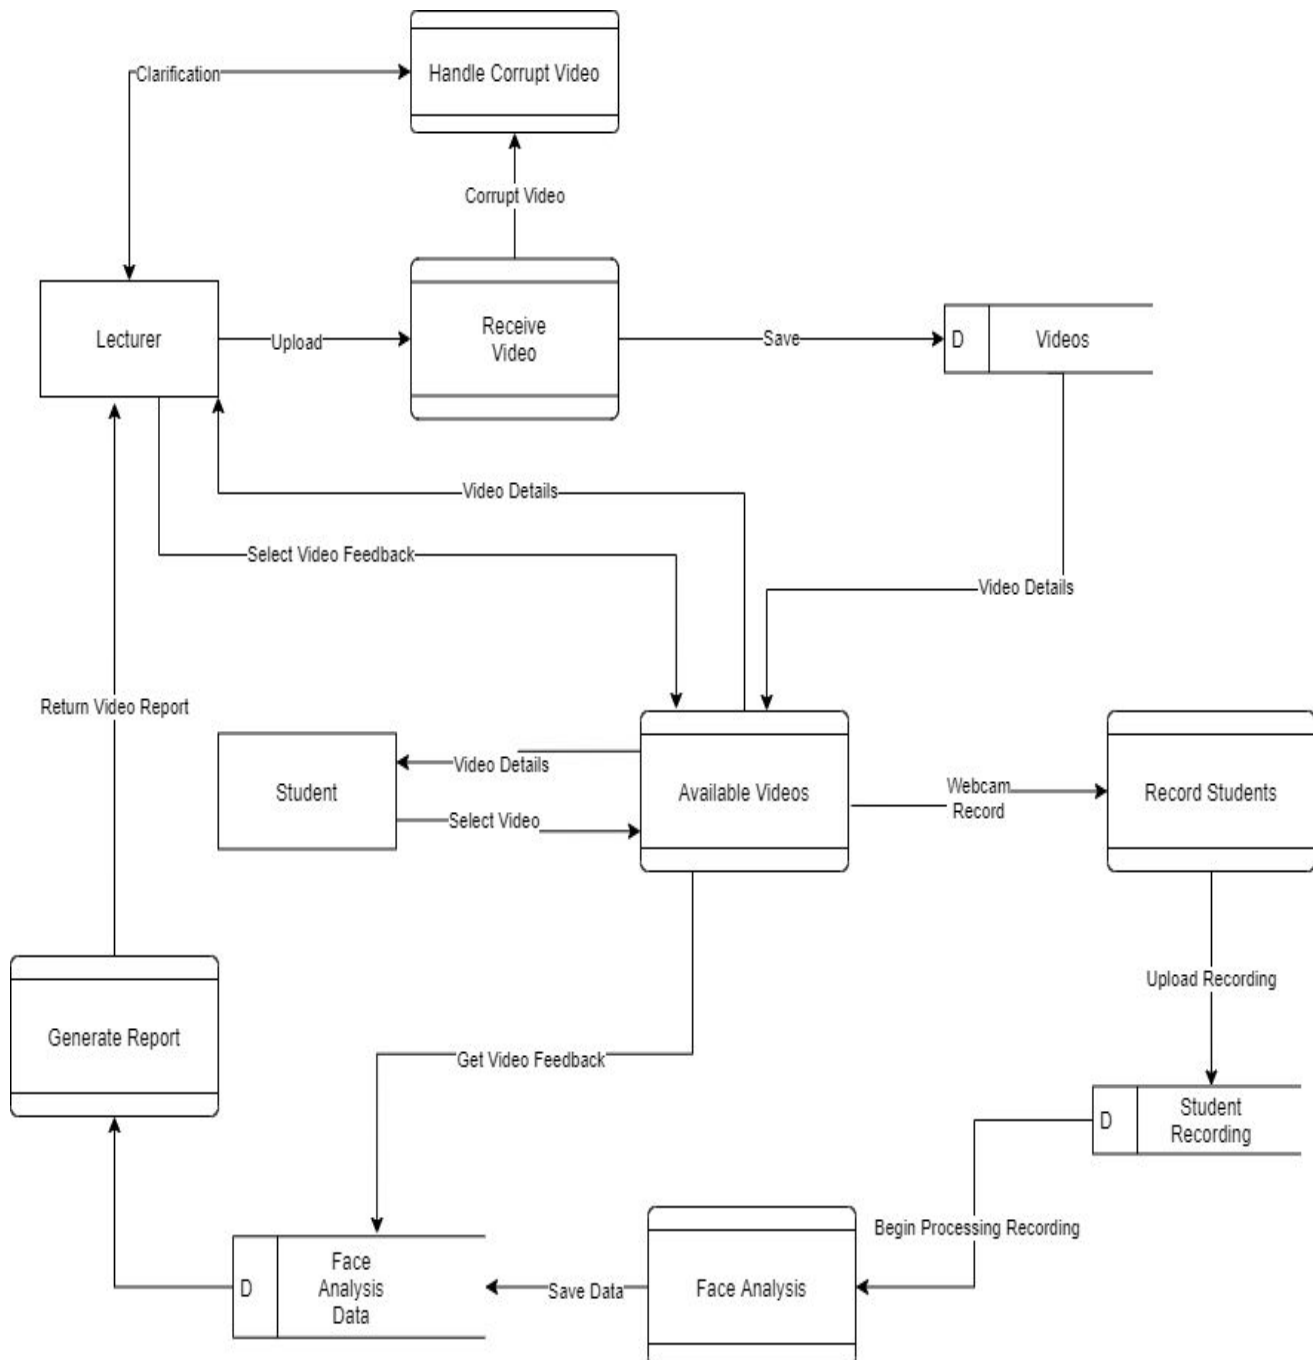 Clarification
Handle Corrupt Video
Corrupt Video
Lecturer
Upload
Receive
Video
Save
D
Videos
Video Details
Select Video Feedback
Video Details
Return Video Report
Student
Video Details
Select Video
Available Videos
Webcam
Record
Record Students
Upload Recording
Generate Report
Get Video Feedback
D
Student
Recording
Begin Processing Recording
D
Face
Analysis
Data
Save Data
Face Analysis